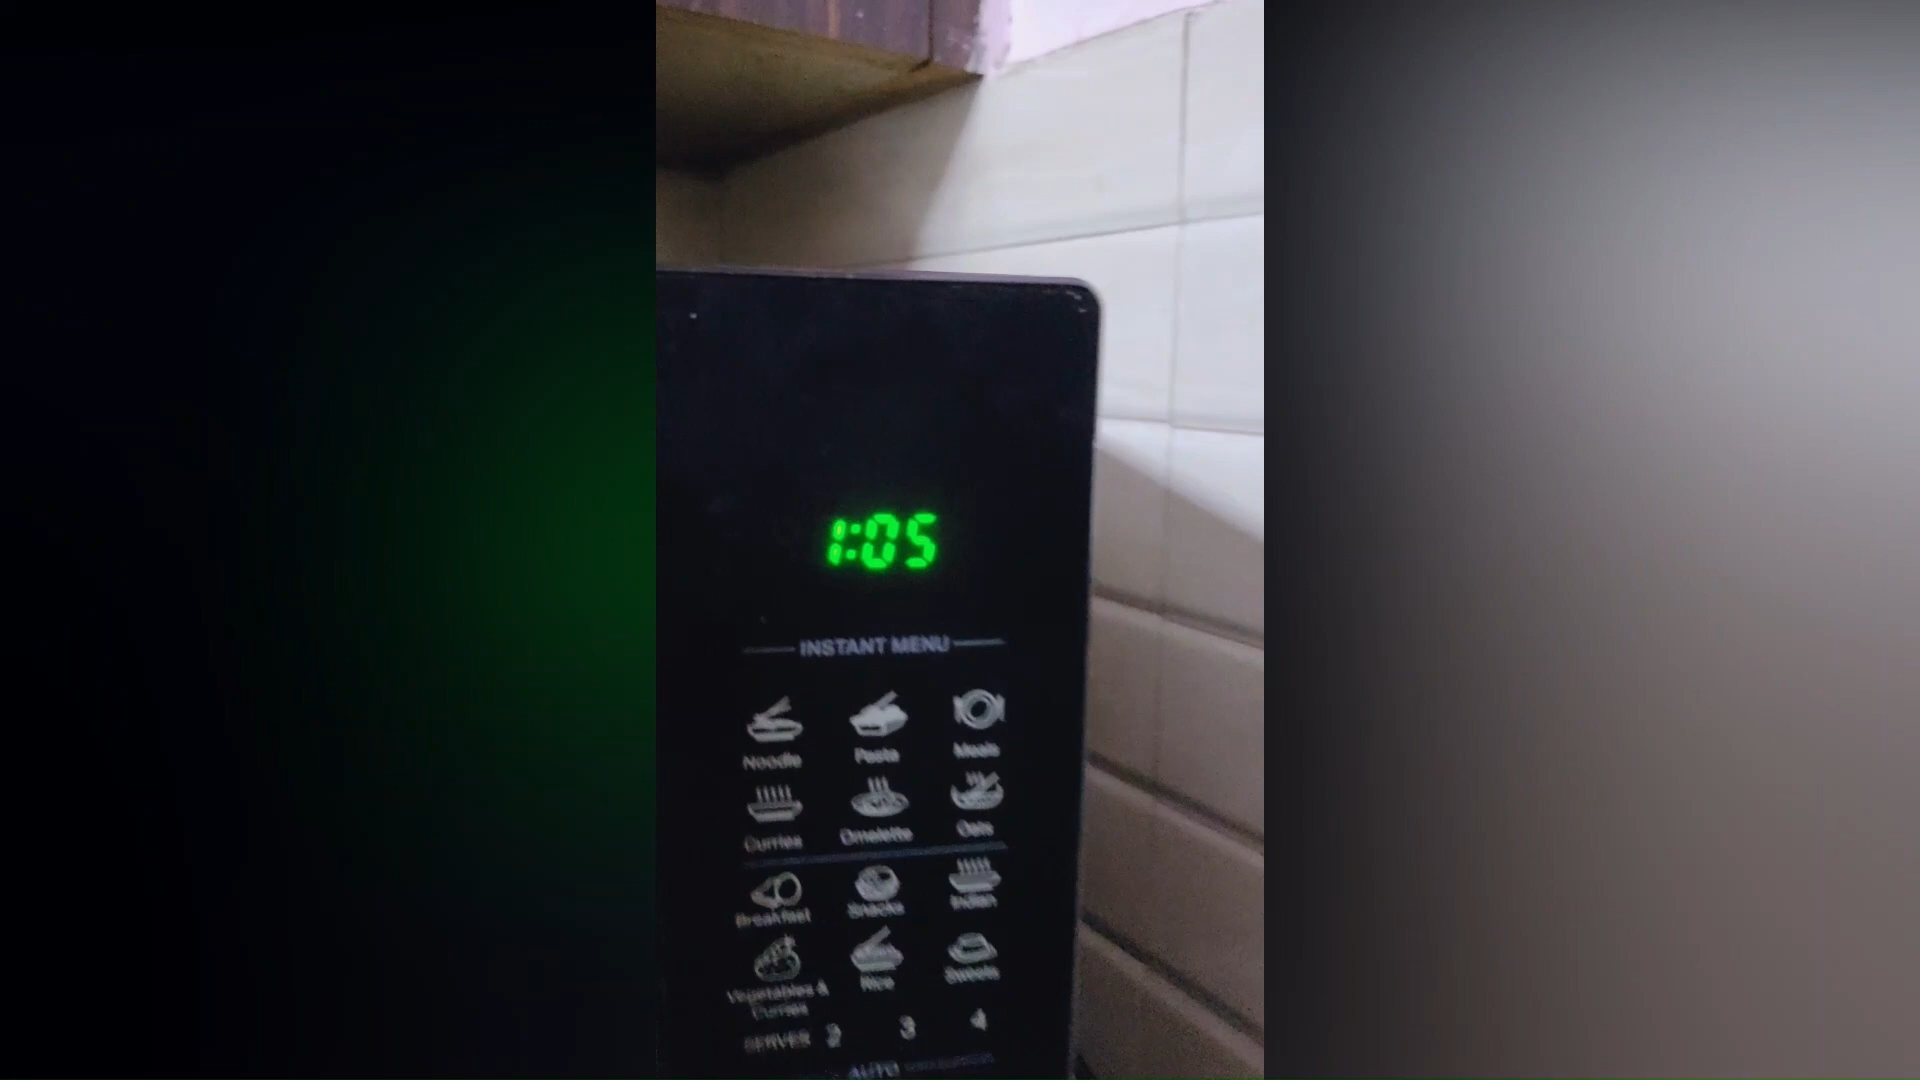 1:05
INSTANT MENU
Noodle Pasta Meals
Curries Omelette Oats
Breakfast Snacks Indian
Vegetables & Rice Sweets
Curries
SERVES 2 3 4
AUTO